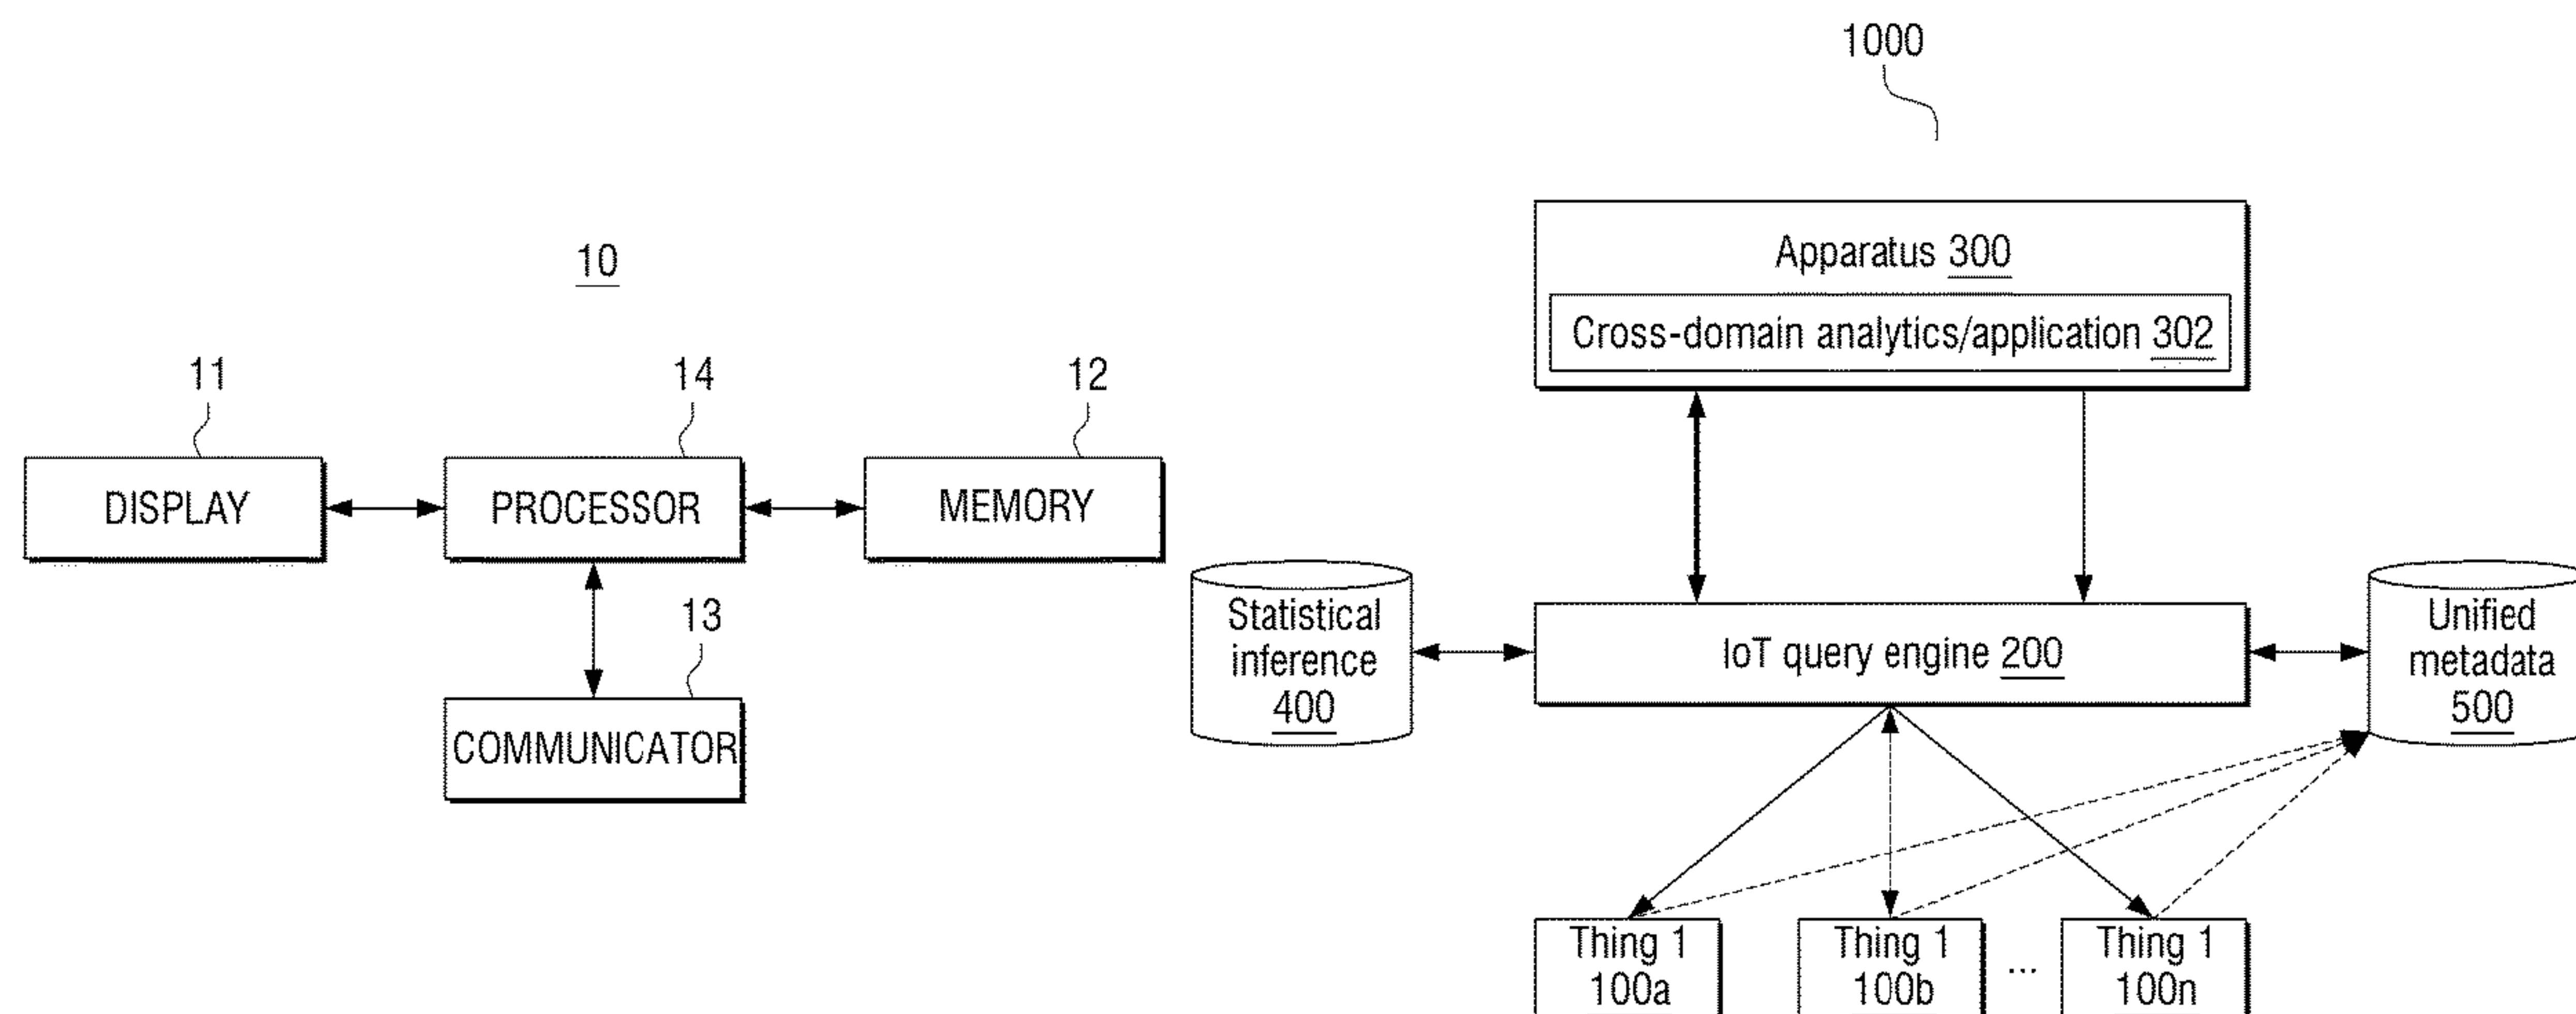 10
11
14
12
DISPLAY
PROCESSOR
MEMORY
13
COMMUNICATOR
1000
Apparatus 300
Cross-domain analytics/application 302
Statistical
inference
400
IoT query engine 200
Unified
metadata
500
Thing 1
100a
Thing 1
100b
...
Thing 1
100n